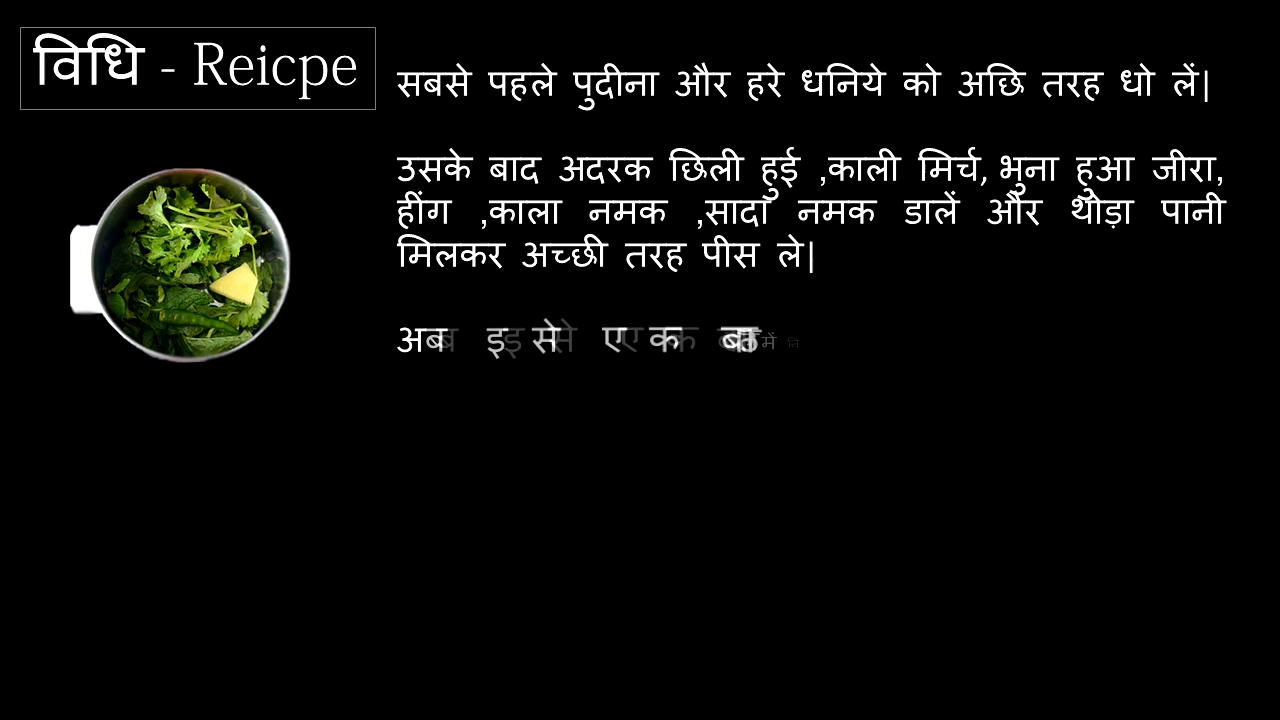 विधि - Reicpe
सबसे पहले पुदीना और हरे धनिये को अछि तरह धो लें|
उसके बाद अदरक छिली हुई ,काली मिर्च, भुना हुआ जीरा,
हींग ,काला नमक ,सादा नमक डालें और थोड़ा पानी
मिलकर अच्छी तरह पीस ले|
अब इसे एक